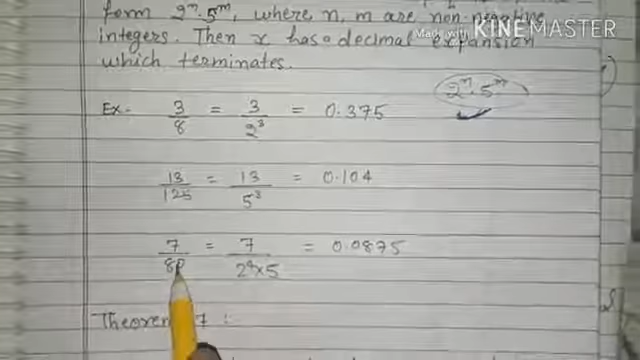 form 2ⁿ·5ᵐ, where n, m are non-negative
integers. Then x has a decimal expansion
which terminates.
Made with KINEMASTER
2ⁿ·5ᵐ
Ex- 3/8 = 3/2³ = 0.375
13/125 = 13/5³ = 0.104
7/80 = 7/2⁴×5 = 0.0875
Theorem 7 :